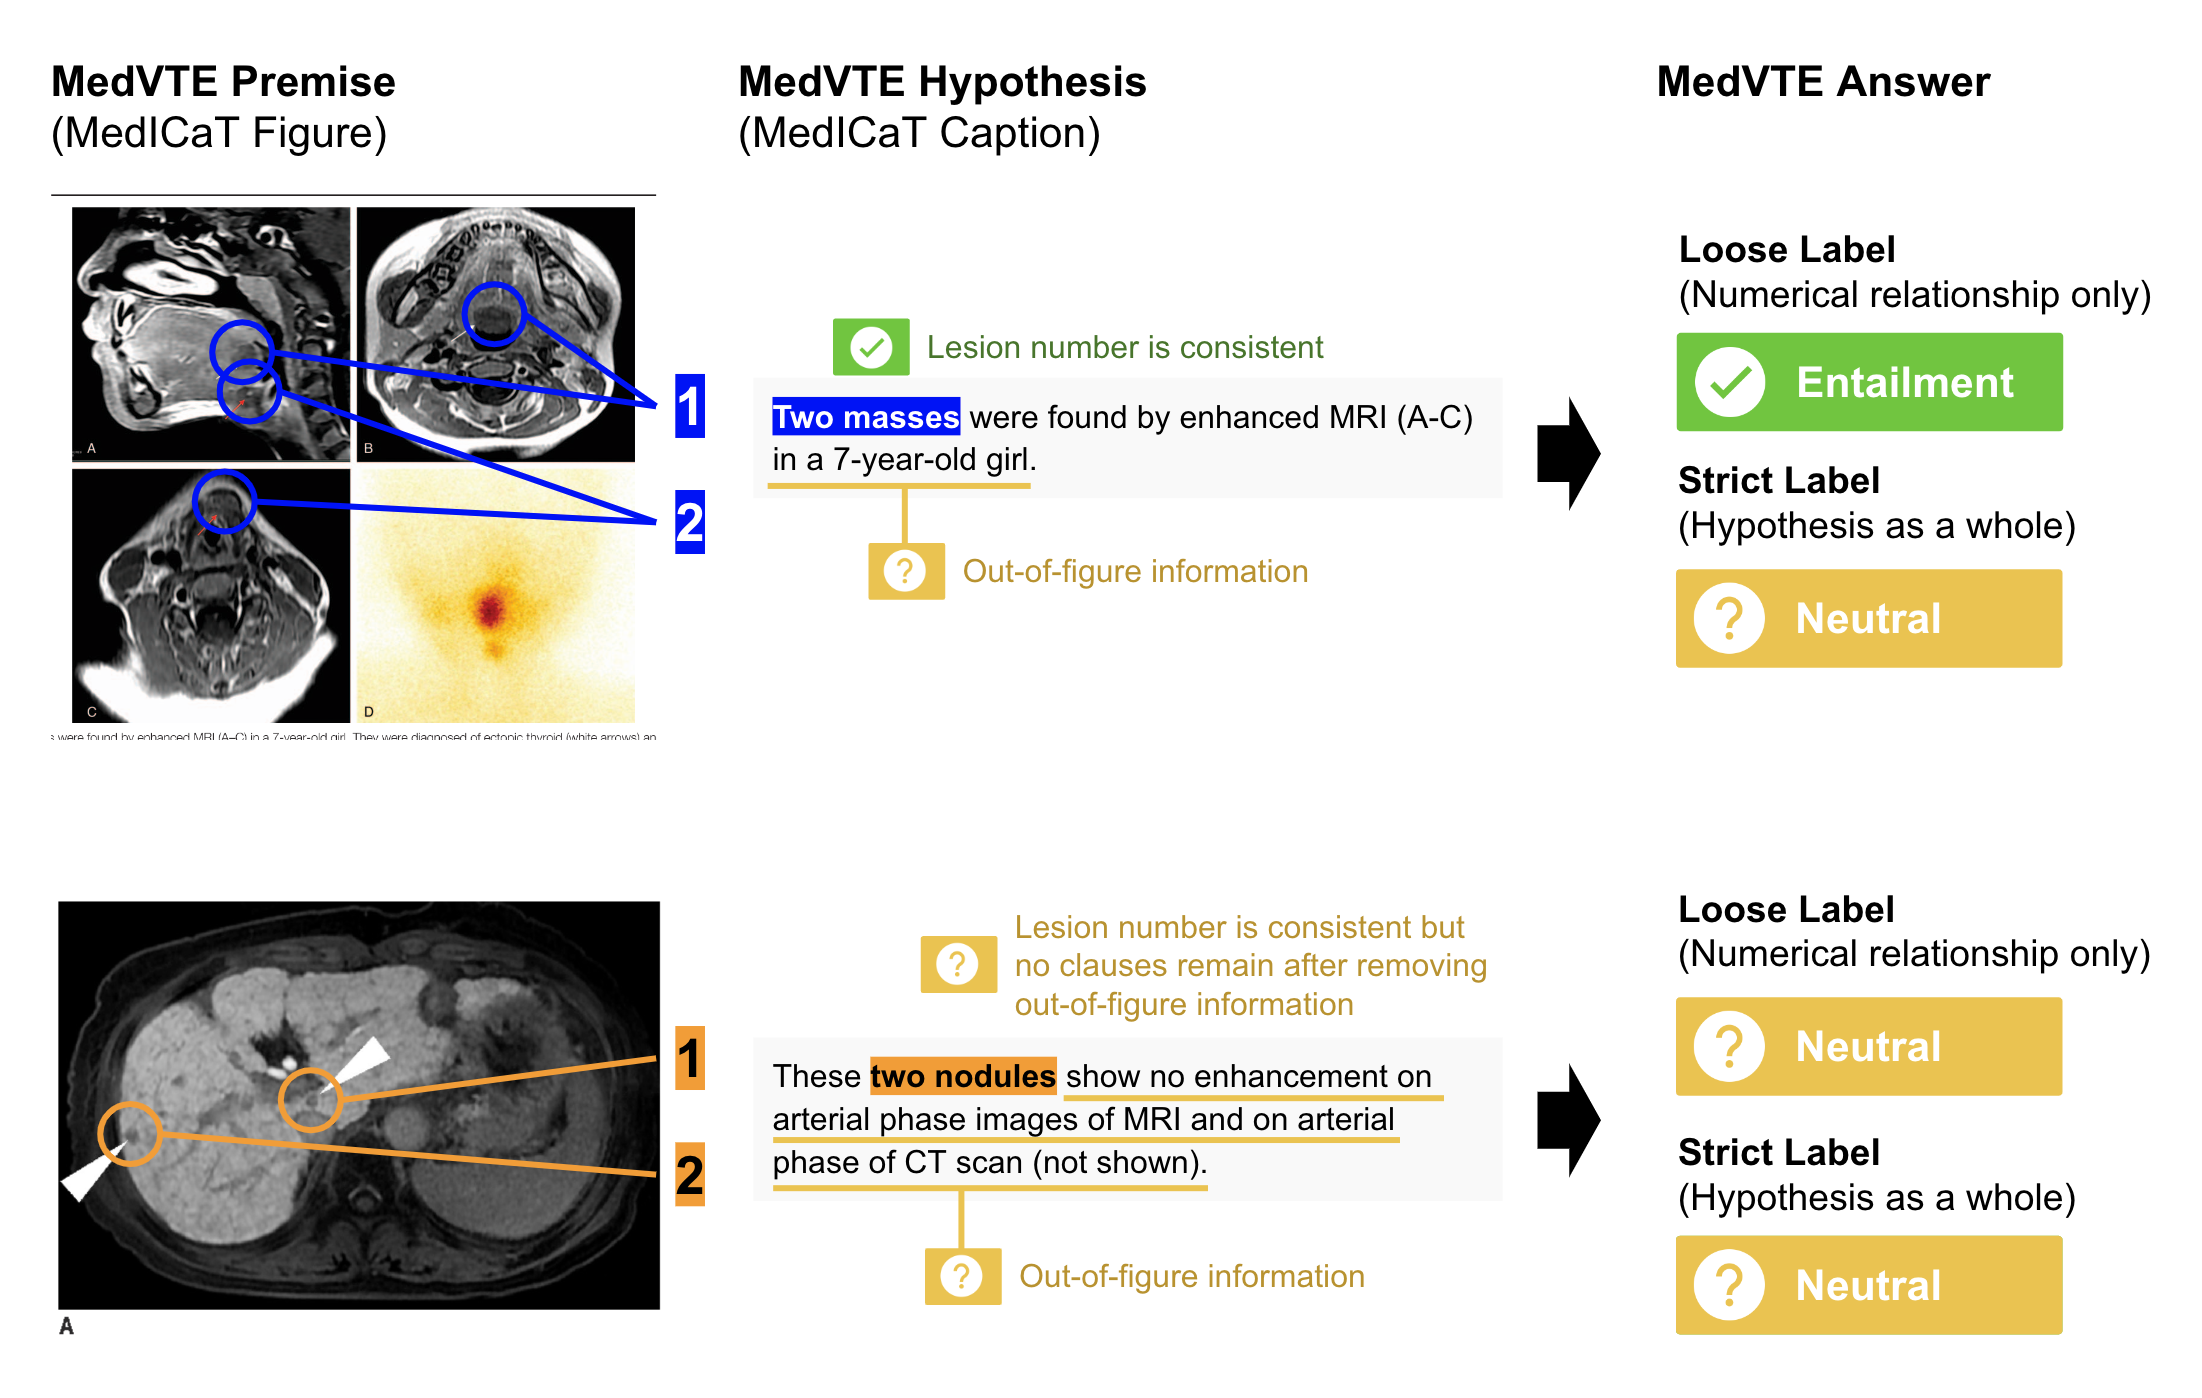 MedVTE Premise
(MedICaT Figure)
MedVTE Hypothesis
(MedICaT Caption)
MedVTE Answer
A
B
C
D
s were found by enhanced MRI (A–C) in a 7-year-old girl. They were diagnosed of ectopic thyroid (white arrows) an
1
2
Lesion number is consistent
Two masses were found by enhanced MRI (A-C)
in a 7-year-old girl.
Out-of-figure information
Loose Label
(Numerical relationship only)
Entailment
Strict Label
(Hypothesis as a whole)
Neutral
A
1
2
Lesion number is consistent but
no clauses remain after removing
out-of-figure information
These two nodules show no enhancement on
arterial phase images of MRI and on arterial
phase of CT scan (not shown).
Out-of-figure information
Loose Label
(Numerical relationship only)
Neutral
Strict Label
(Hypothesis as a whole)
Neutral